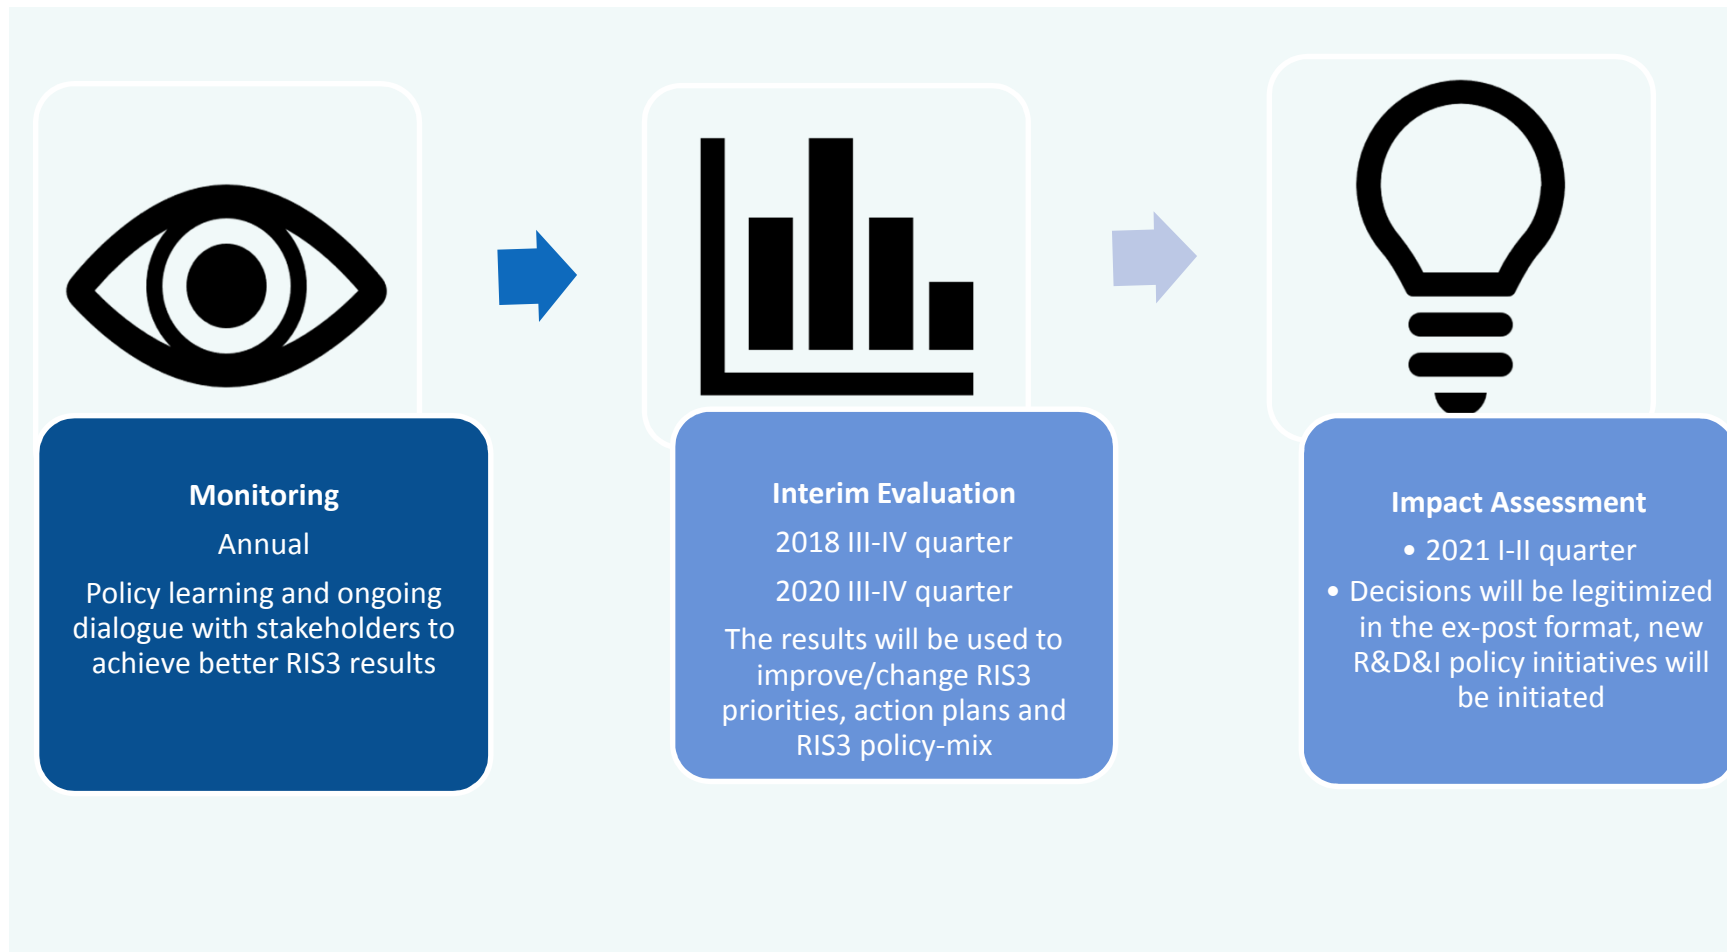 Monitoring
Annual
Policy learning and ongoing
dialogue with stakeholders to
achieve better RIS3 results
Interim Evaluation
2018 III-IV quarter
2020 III-IV quarter
The results will be used to
improve/change RIS3
priorities, action plans and
RIS3 policy-mix
Impact Assessment
• 2021 I-II quarter
• Decisions will be legitimized
in the ex-post format, new
R&D&I policy initiatives will
be initiated